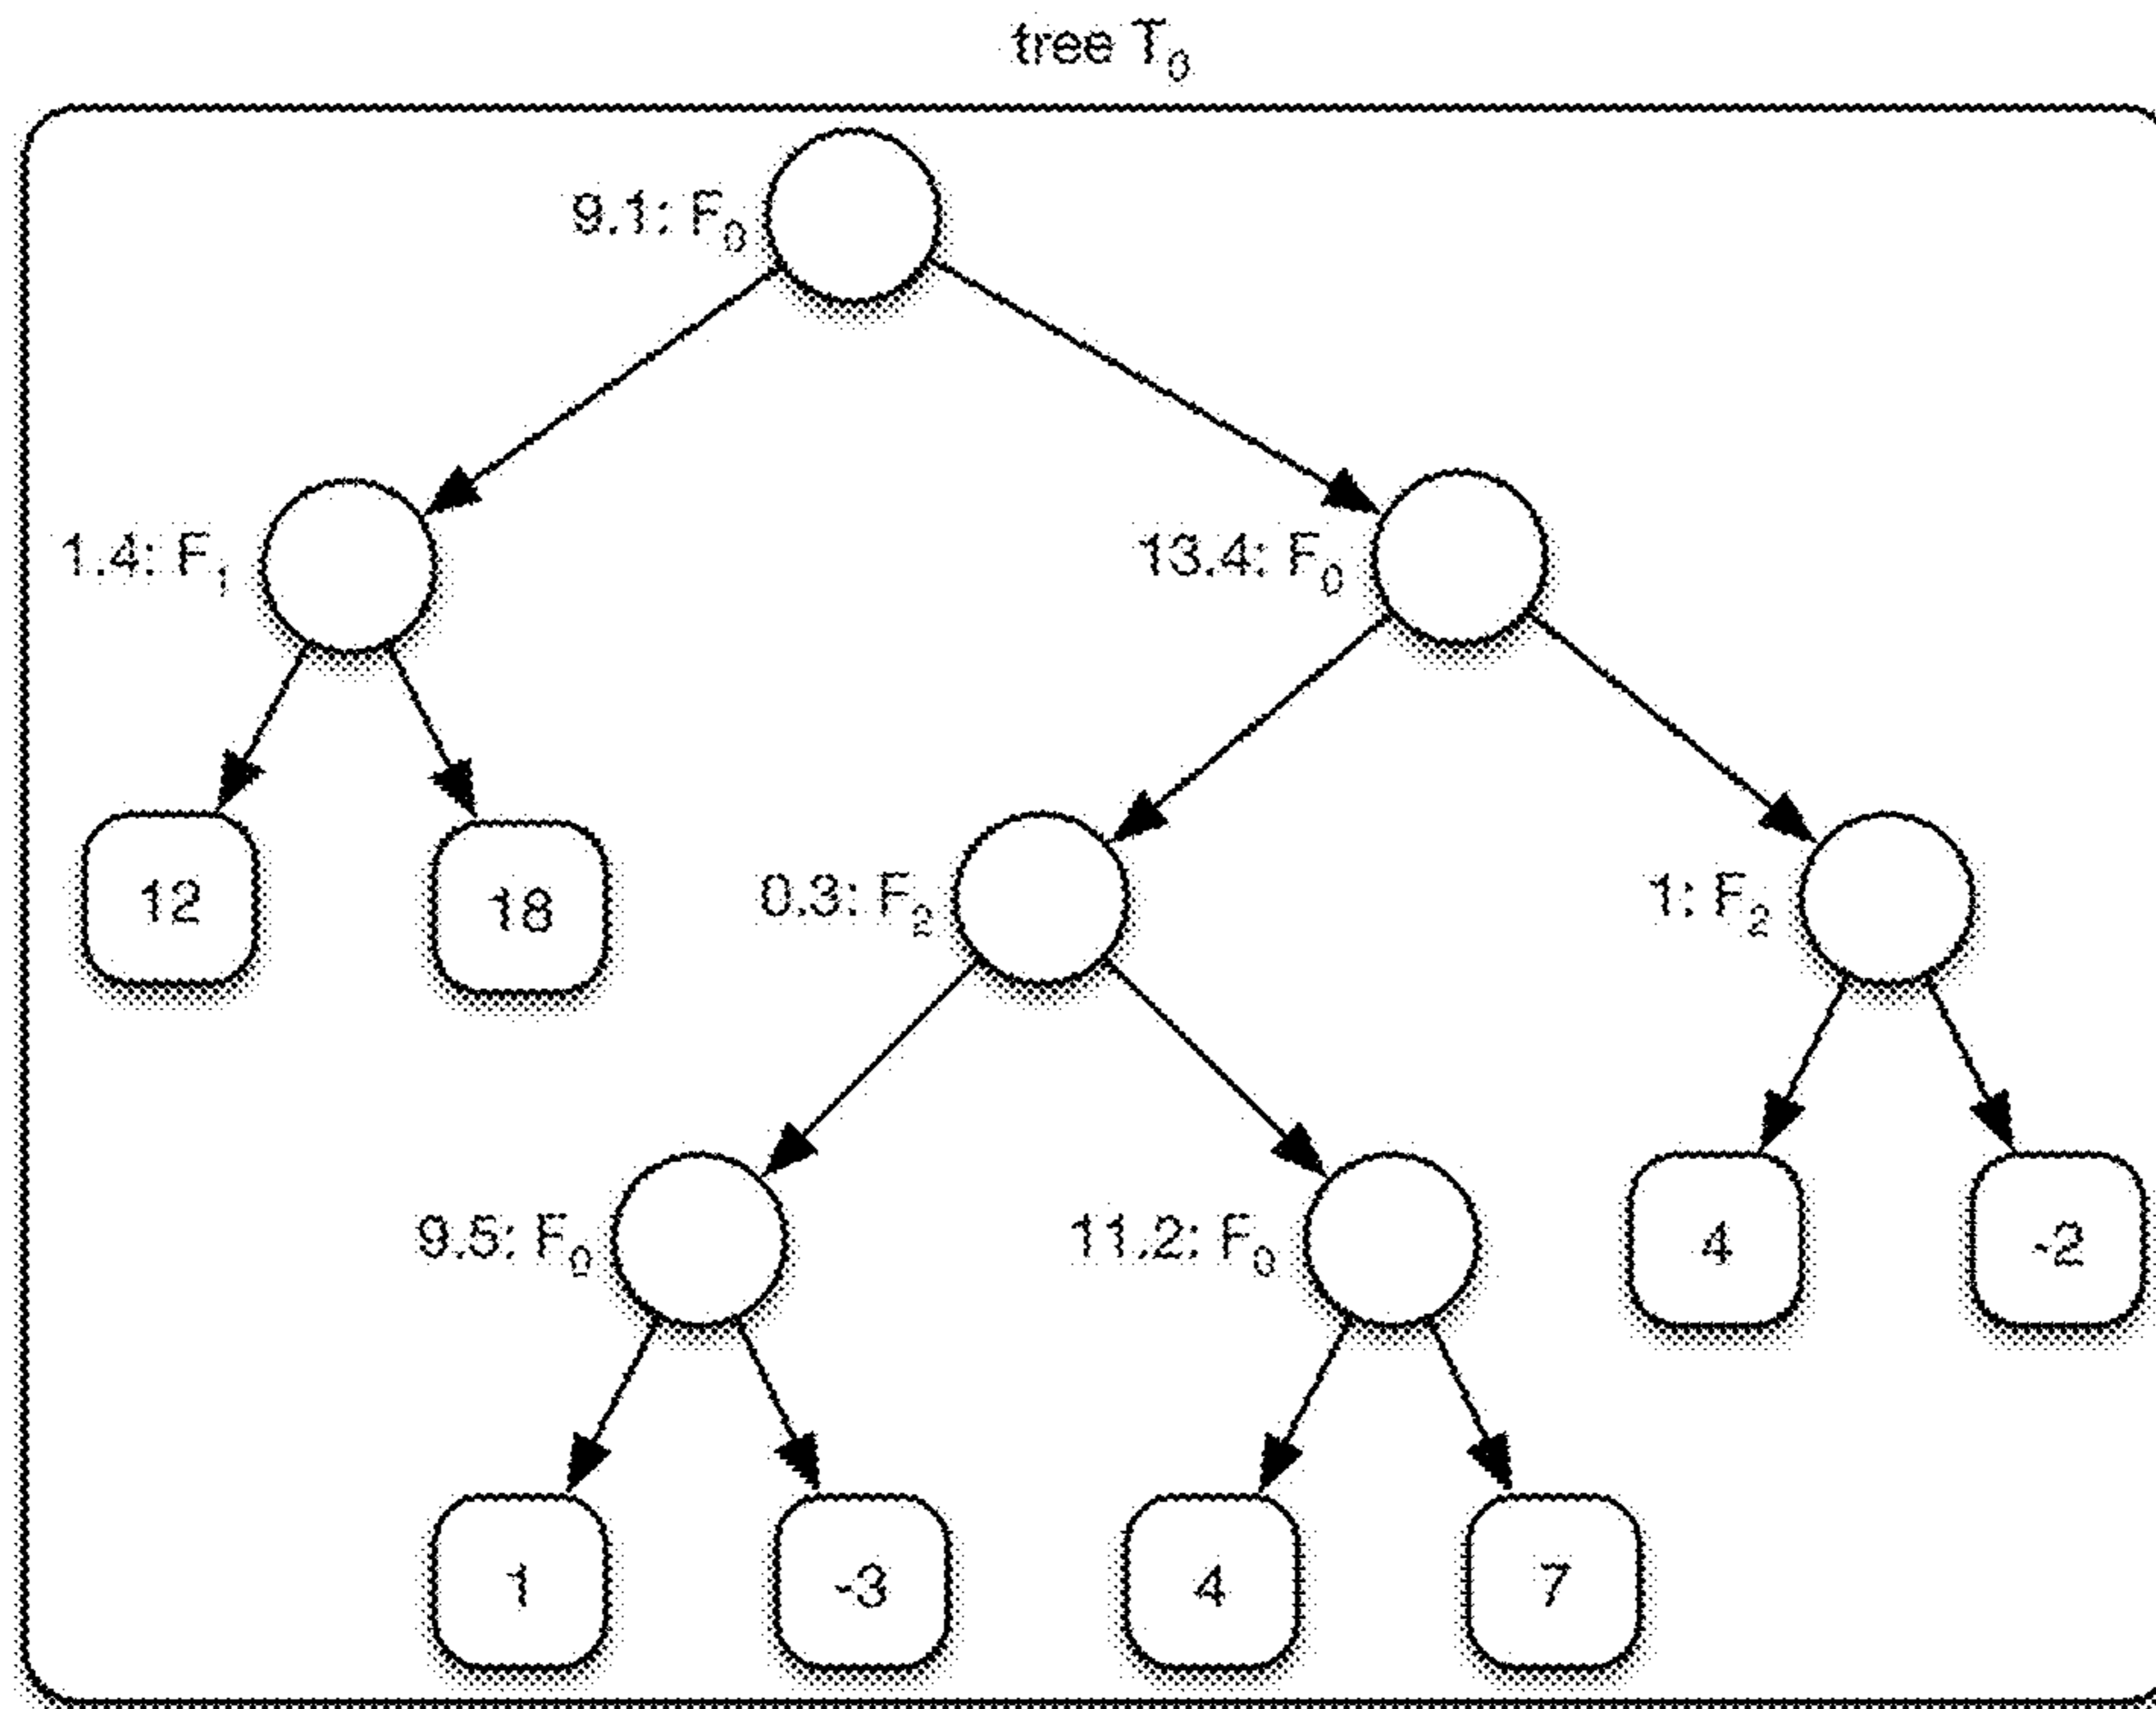 tree T₀
9.1: F₀
1.4: F₁
13.4: F₀
12
18
0.3: F₂
1: F₂
9.5: F₀
11.2: F₀
4
-2
1
-3
4
7